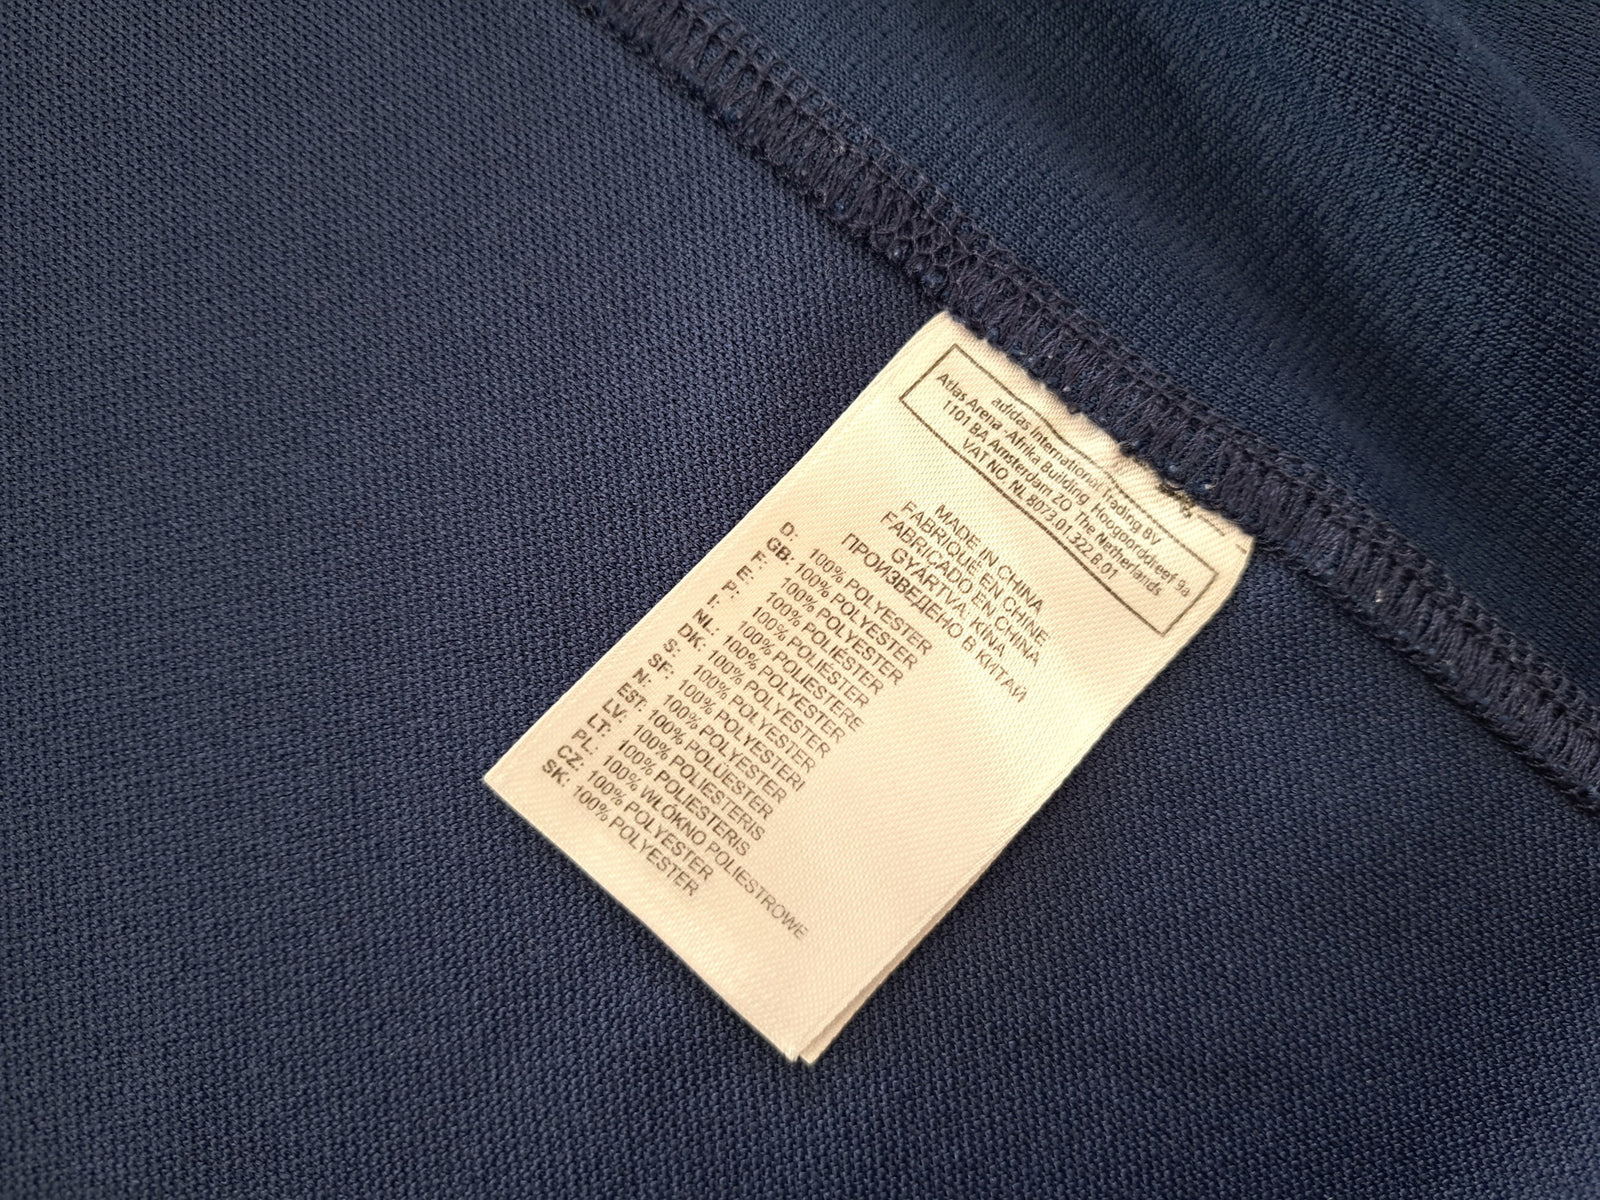 adidas International Trading BV
Atlas Arena -Afrika Building, Hoogoorddreef 9a
1101 BA Amsterdam ZO, The Netherlands
VAT NO. NL 8073.01.322.B.01
MADE IN CHINA
FABRIQUÉ EN CHINE
FABRICADO EN CHINA
GYÁRTVA: KÍNA
ПРОИЗВЕДЕНО В КИТАЙ
D: 100% POLYESTER
GB: 100% POLYESTER
F: 100% POLYESTER
E: 100% POLIÉSTER
P: 100% POLIÉSTER
I: 100% POLIESTERE
NL: 100% POLYESTER
DK: 100% POLYESTER
S: 100% POLYESTER
SF: 100% POLYESTERI
N: 100% POLYESTER
EST: 100% POLÜESTER
LV: 100% POLIESTERIS
LT: 100% POLIESTERIS
PL: 100% WŁÓKNO POLIESTROWE
CZ: 100% POLYESTER
SK: 100% POLYESTER